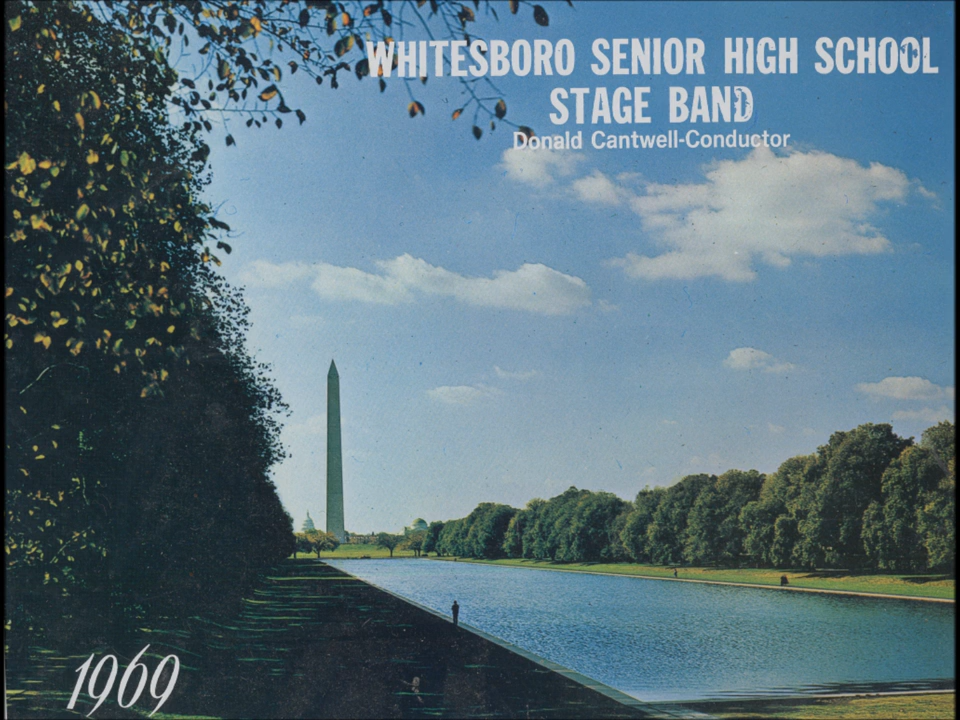 WHITESBORO SENIOR HIGH SCHOOL
STAGE BAND
Donald Cantwell-Conductor
1969